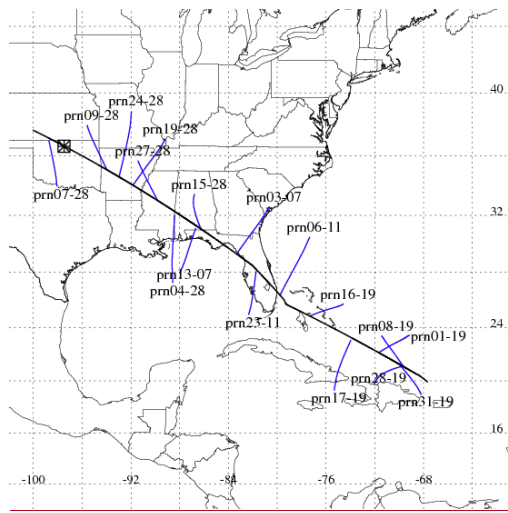 40.
prn24-28
prn09-28
prn19-28
prn27-28
prn15-28
prn07-28
prn03-07
32
prn06-11
prn13-07
prn04-28
prn16-19
prn23-11
24
prn08-19
prn01-19
prn28-19
prn17-19
prn31-19
16
-100
-92
-84
-76
-68